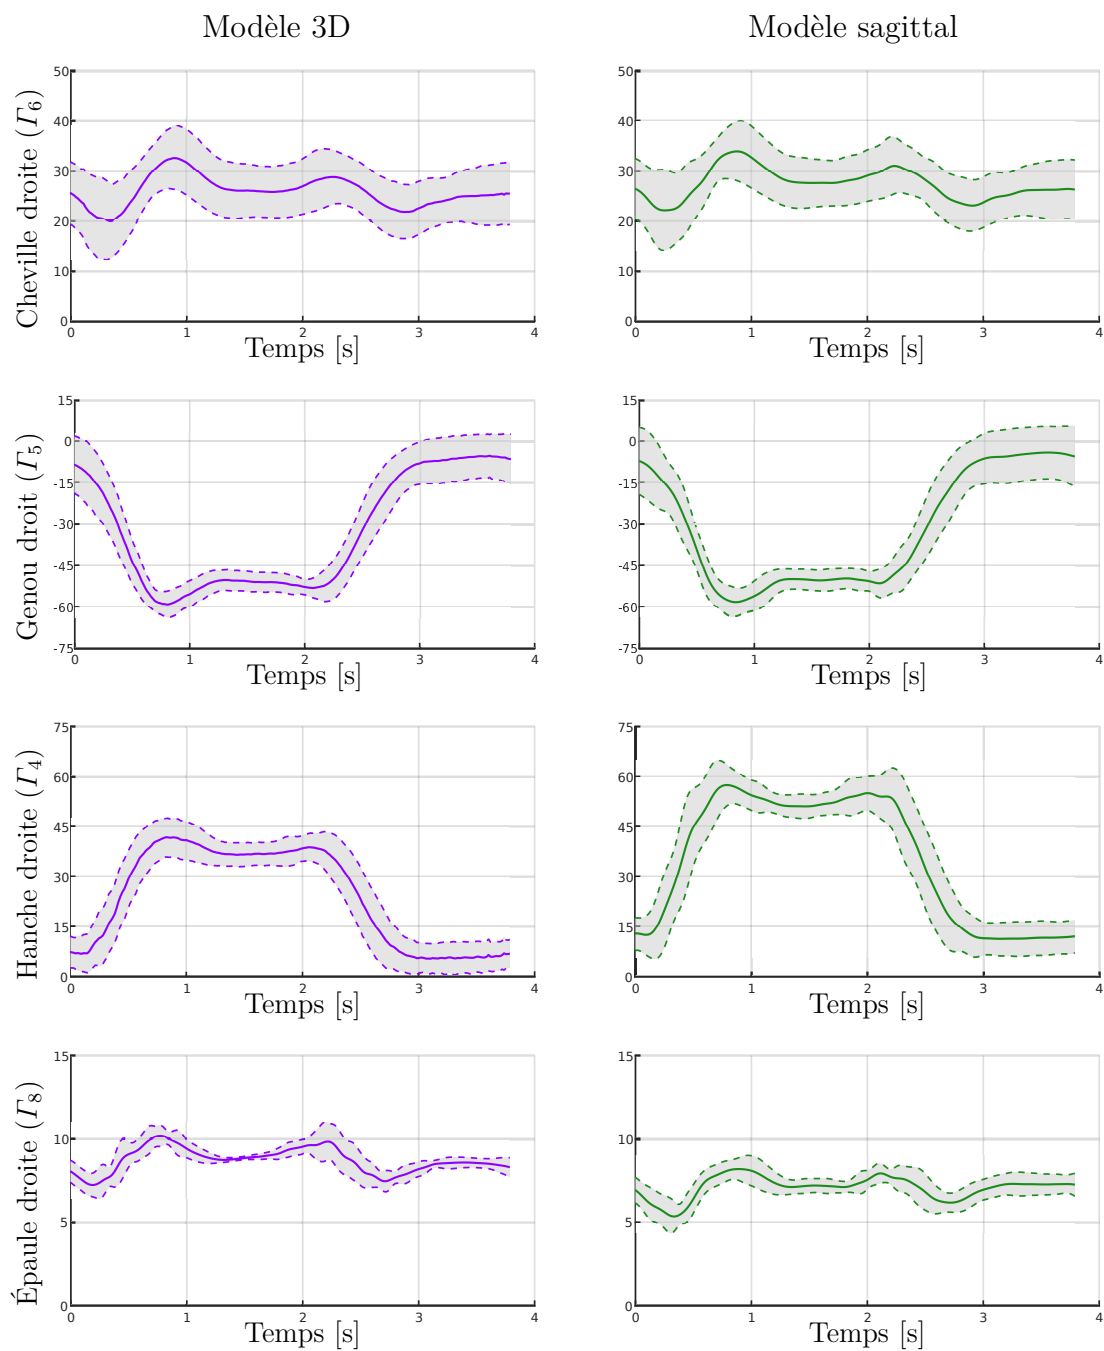 Modèle 3D
Modèle sagittal
Cheville droite (Γ6)
50
40
30
20
10
0
0 1 2 3 4
Temps [s]
50
40
30
20
10
0
0 1 2 3 4
Temps [s]
Genou droit (Γ5)
15
0
-15
-30
-45
-60
-75
0 1 2 3 4
Temps [s]
15
0
-15
-30
-45
-60
-75
0 1 2 3 4
Temps [s]
Hanche droite (Γ4)
75
60
45
30
15
0
0 1 2 3 4
Temps [s]
75
60
45
30
15
0
0 1 2 3 4
Temps [s]
Épaule droite (Γ8)
15
10
5
0
0 1 2 3 4
Temps [s]
15
10
5
0
0 1 2 3 4
Temps [s]